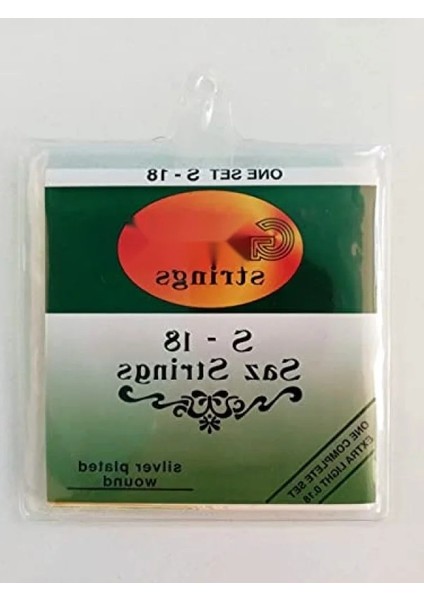 ONE SET S - 18
G
strings
S - 18
Saz Strings
silver plated
wound
ONE COMPLETE SET
EXTRA LIGHT 0.18